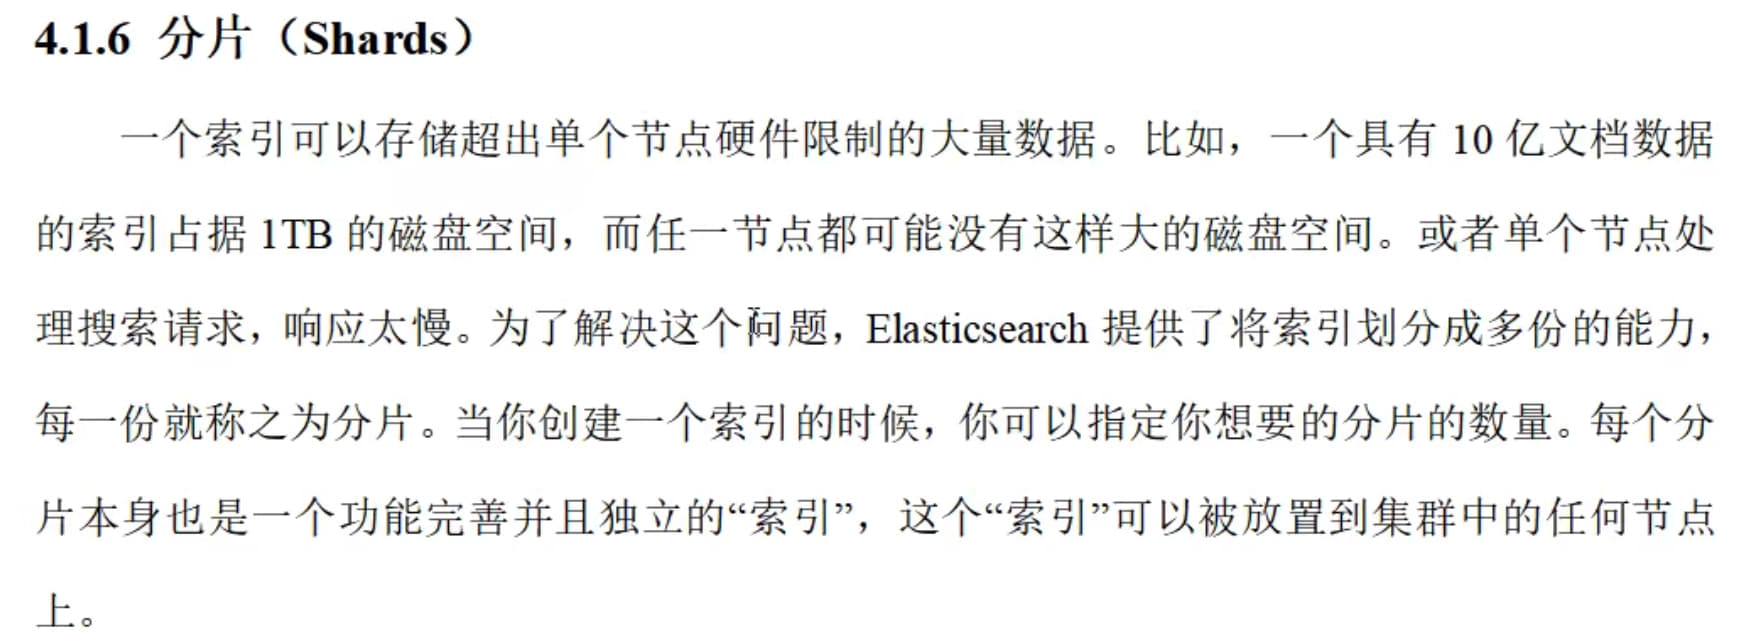 4.1.6 分片（Shards）
一个索引可以存储超出单个节点硬件限制的大量数据。比如，一个具有 10 亿文档数据
的索引占据 1TB 的磁盘空间，而任一节点都可能没有这样大的磁盘空间。或者单个节点处
理搜索请求，响应太慢。为了解决这个问题，Elasticsearch 提供了将索引划分成多份的能力，
每一份就称之为分片。当你创建一个索引的时候，你可以指定你想要的分片的数量。每个分
片本身也是一个功能完善并且独立的“索引”，这个“索引”可以被放置到集群中的任何节点
上。